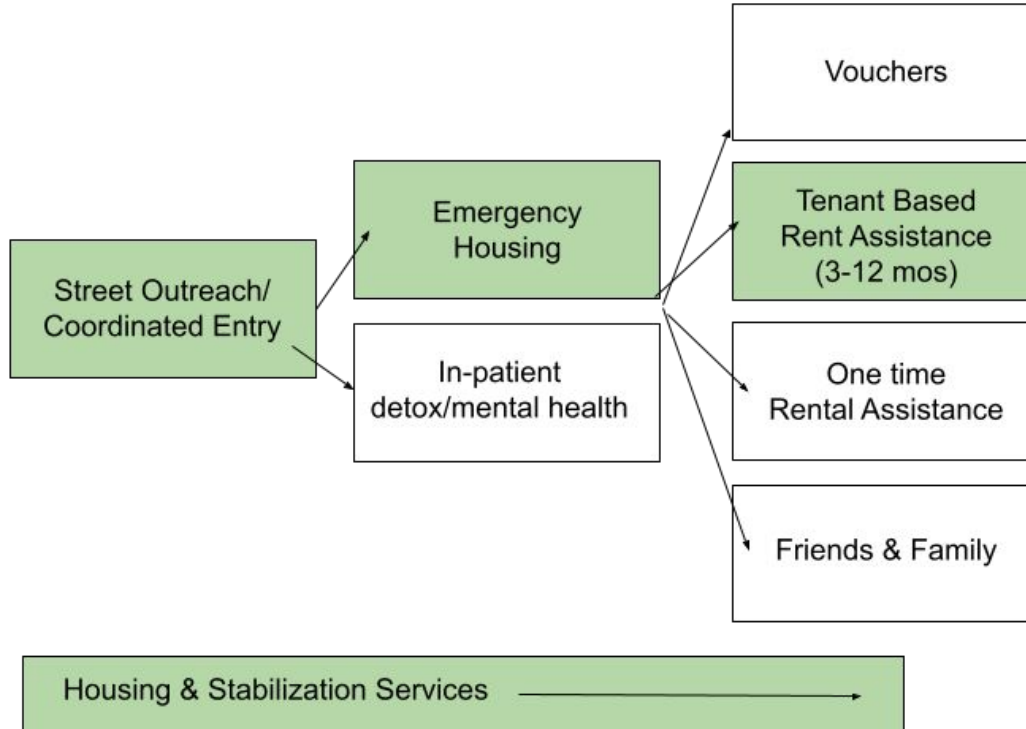 Street Outreach/
Coordinated Entry
Emergency
Housing
In-patient
detox/mental health
Vouchers
Tenant Based
Rent Assistance
(3-12 mos)
One time
Rental Assistance
Friends & Family
Housing & Stabilization Services